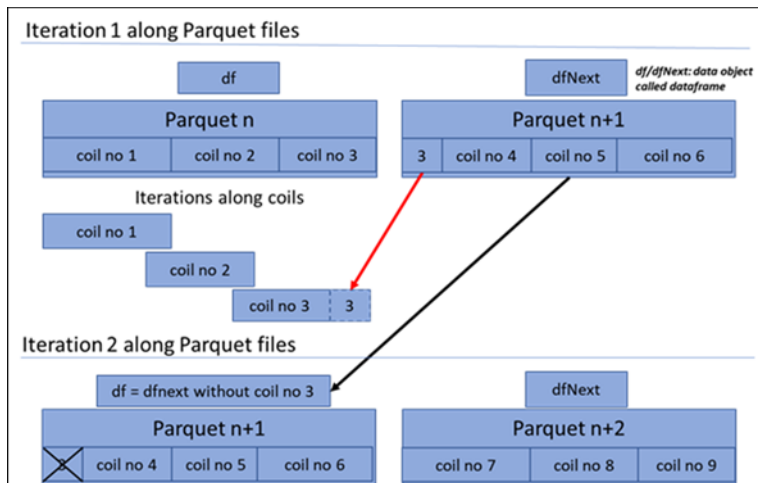 Iteration 1 along Parquet files
df
dfNext
df/dfNext: data object
called dataframe
Parquet n
Parquet n+1
coil no 1
coil no 2
coil no 3
3
coil no 4
coil no 5
coil no 6
Iterations along coils
coil no 1
coil no 2
coil no 3
3
Iteration 2 along Parquet files
df = dfnext without coil no 3
dfNext
Parquet n+1
Parquet n+2
3
coil no 4
coil no 5
coil no 6
coil no 7
coil no 8
coil no 9